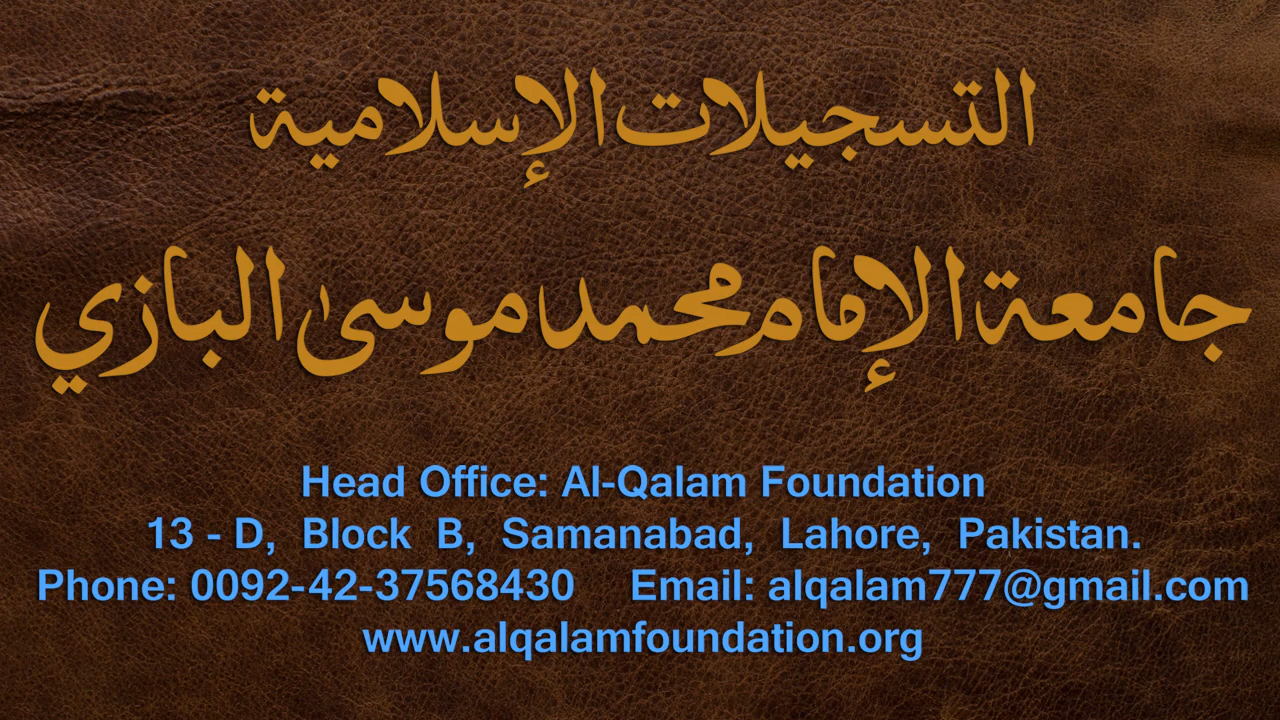 التسجيلات الإسلامية
جامعة الإمام محمد موسىٰ البازي
Head Office: Al-Qalam Foundation
13 - D, Block B, Samanabad, Lahore, Pakistan.
Phone: 0092-42-37568430 Email: alqalam777@gmail.com
www.alqalamfoundation.org